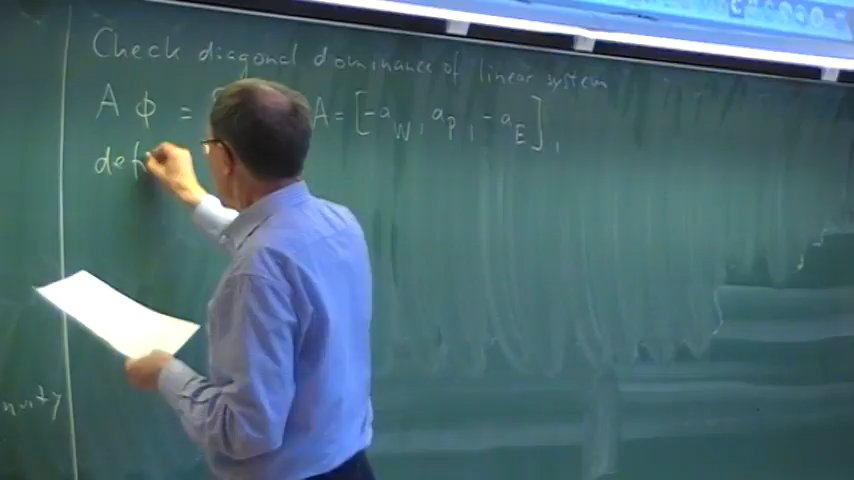 Check diagonal dominance of linear system
A φ = A = [-a_W, a_P, -a_E],
def